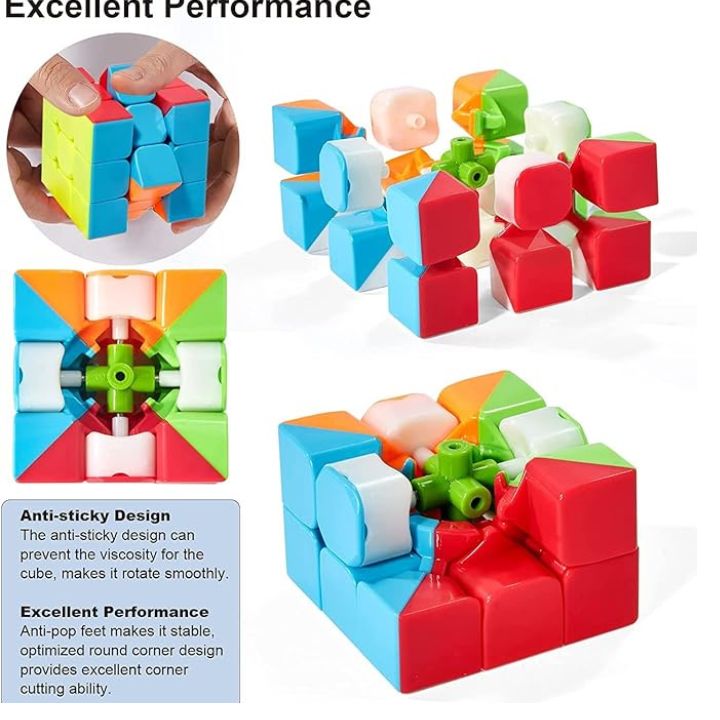 Excellent Performance
Anti-sticky Design
The anti-sticky design can
prevent the viscosity for the
cube, makes it rotate smoothly.
Excellent Performance
Anti-pop feet makes it stable,
optimized round corner design
provides excellent corner
cutting ability.